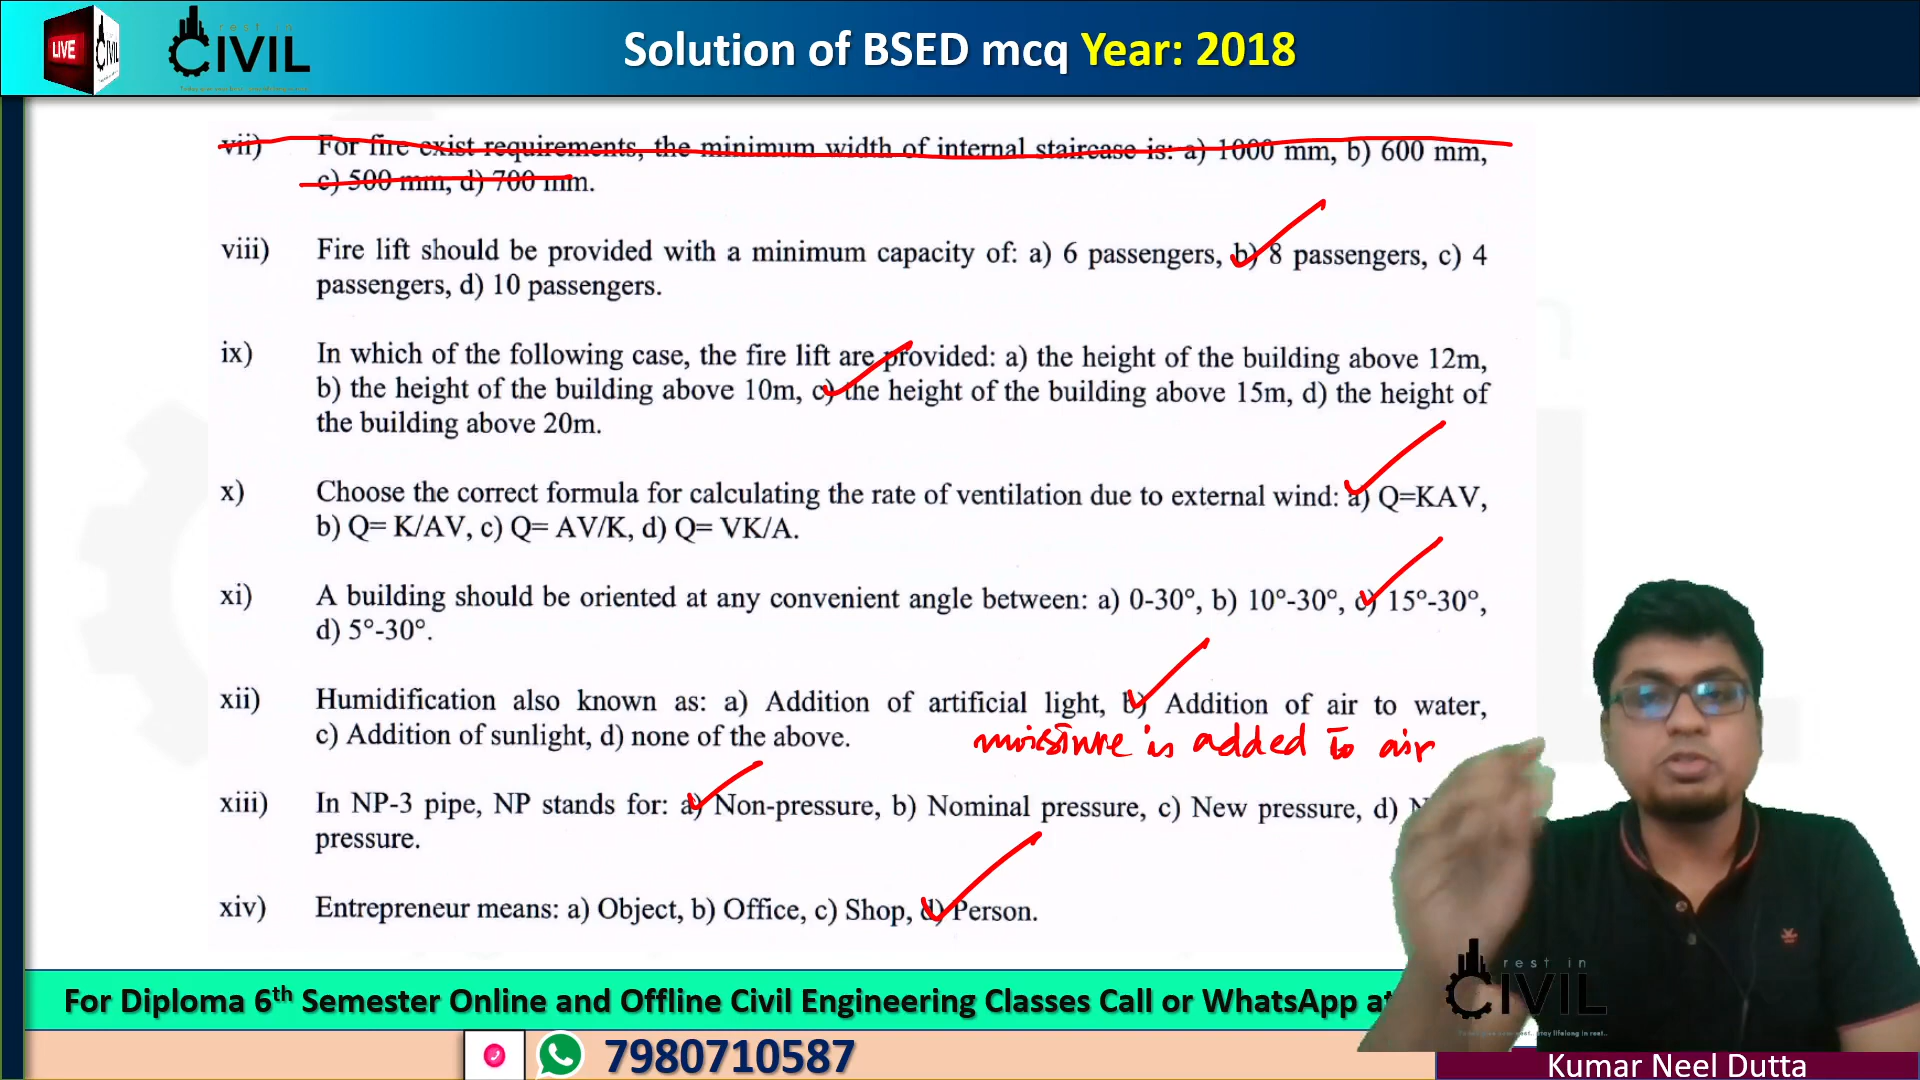 LIVE
CIVIL
rest in
CIVIL
Solution of BSED mcq Year: 2018
vii) For fire exist requirements, the minimum width of internal staircase is: a) 1000 mm, b) 600 mm,
c) 500 mm, d) 700 mm.
viii) Fire lift should be provided with a minimum capacity of: a) 6 passengers, b) 8 passengers, c) 4
passengers, d) 10 passengers.
ix) In which of the following case, the fire lift are provided: a) the height of the building above 12m,
b) the height of the building above 10m, c) the height of the building above 15m, d) the height of
the building above 20m.
x) Choose the correct formula for calculating the rate of ventilation due to external wind: a) Q=KAV,
b) Q= K/AV, c) Q= AV/K, d) Q= VK/A.
xi) A building should be oriented at any convenient angle between: a) 0-30°, b) 10°-30°, c) 15°-30°,
d) 5°-30°.
xii) Humidification also known as: a) Addition of artificial light, b) Addition of air to water,
c) Addition of sunlight, d) none of the above.
moisture is added to air
xiii) In NP-3 pipe, NP stands for: a) Non-pressure, b) Nominal pressure, c) New pressure, d)
pressure.
xiv) Entrepreneur means: a) Object, b) Office, c) Shop, d) Person.
rest in
CIVIL
For Diploma 6th Semester Online and Offline Civil Engineering Classes Call or WhatsApp at
7980710587
Kumar Neel Dutta